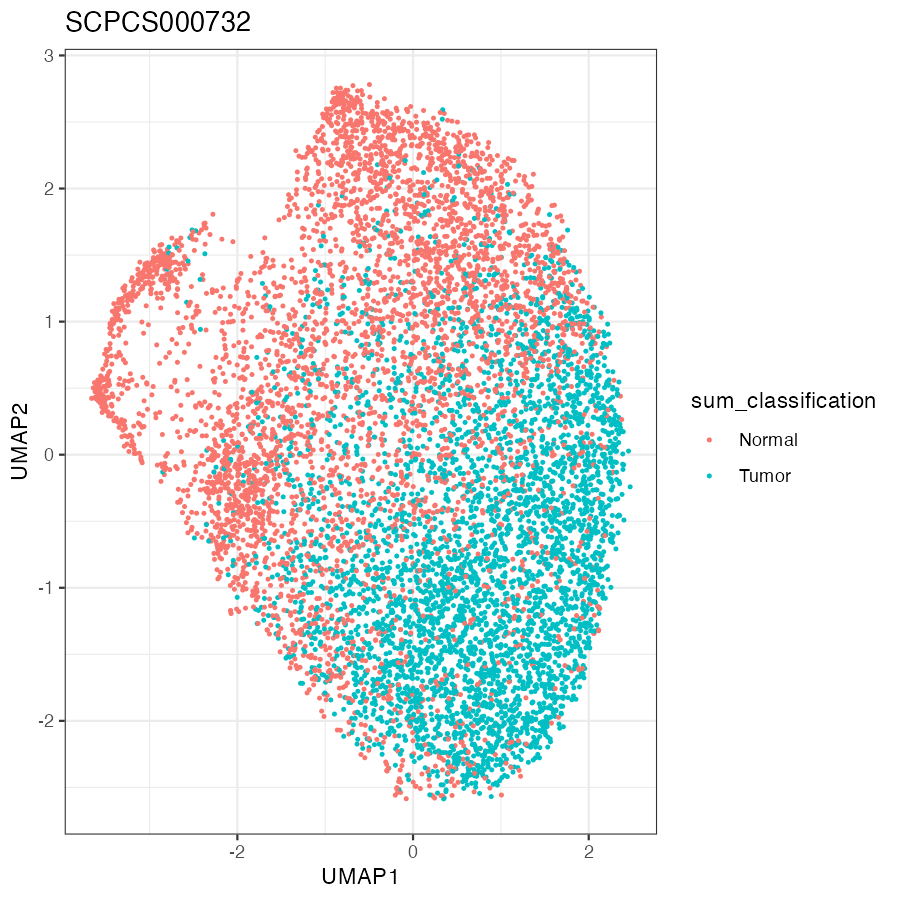 SCPCS000732
3
2
1
0
-1
-2
-2
0
2
UMAP1
UMAP2
sum_classification
Normal
Tumor